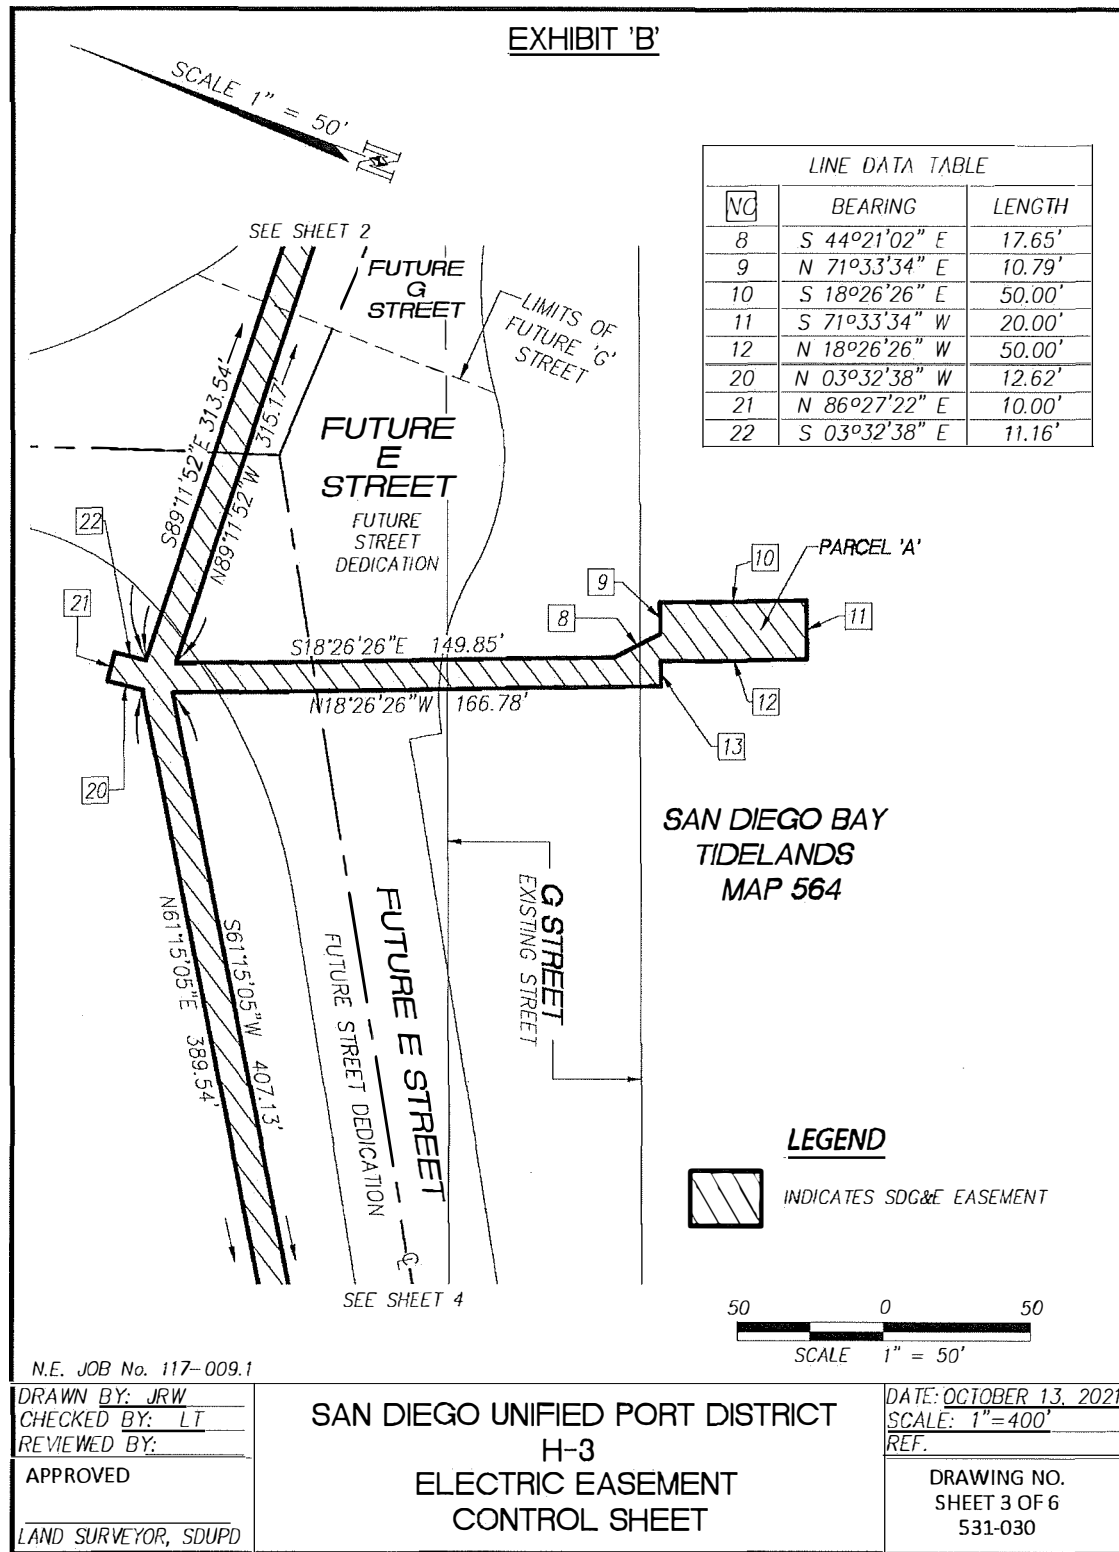 EXHIBIT 'B'
SCALE 1" = 50'
N
LINE DATA TABLE
NO BEARING LENGTH
8 S 44°21'02" E 17.65'
9 N 71°33'34" E 10.79'
10 S 18°26'26" E 50.00'
11 S 71°33'34" W 20.00'
12 N 18°26'26" W 50.00'
20 N 03°32'38" W 12.62'
21 N 86°27'22" E 10.00'
22 S 03°32'38" E 11.16'
SEE SHEET 2
FUTURE
G
STREET
LIMITS OF
FUTURE 'G'
STREET
S89°11'52"E 313.54'
N89°11'52"W 315.17'
FUTURE
E
STREET
FUTURE
STREET
DEDICATION
22
21
20
9
8
10
PARCEL 'A'
11
12
13
S18°26'26"E 149.85'
N18°26'26"W 166.78'
SAN DIEGO BAY
TIDELANDS
MAP 564
N61°15'05"E 389.54'
S61°15'05"W 407.13'
FUTURE E STREET
FUTURE STREET DEDICATION
G STREET
EXISTING STREET
LEGEND
INDICATES SDG&E EASEMENT
SEE SHEET 4
50 0 50
SCALE 1" = 50'
N.E. JOB No. 117-009.1
DRAWN BY: JRW
CHECKED BY: LT
REVIEWED BY:
APPROVED
LAND SURVEYOR, SDUPD
SAN DIEGO UNIFIED PORT DISTRICT
H-3
ELECTRIC EASEMENT
CONTROL SHEET
DATE: OCTOBER 13, 2021
SCALE: 1"=400'
REF.
DRAWING NO.
SHEET 3 OF 6
531-030